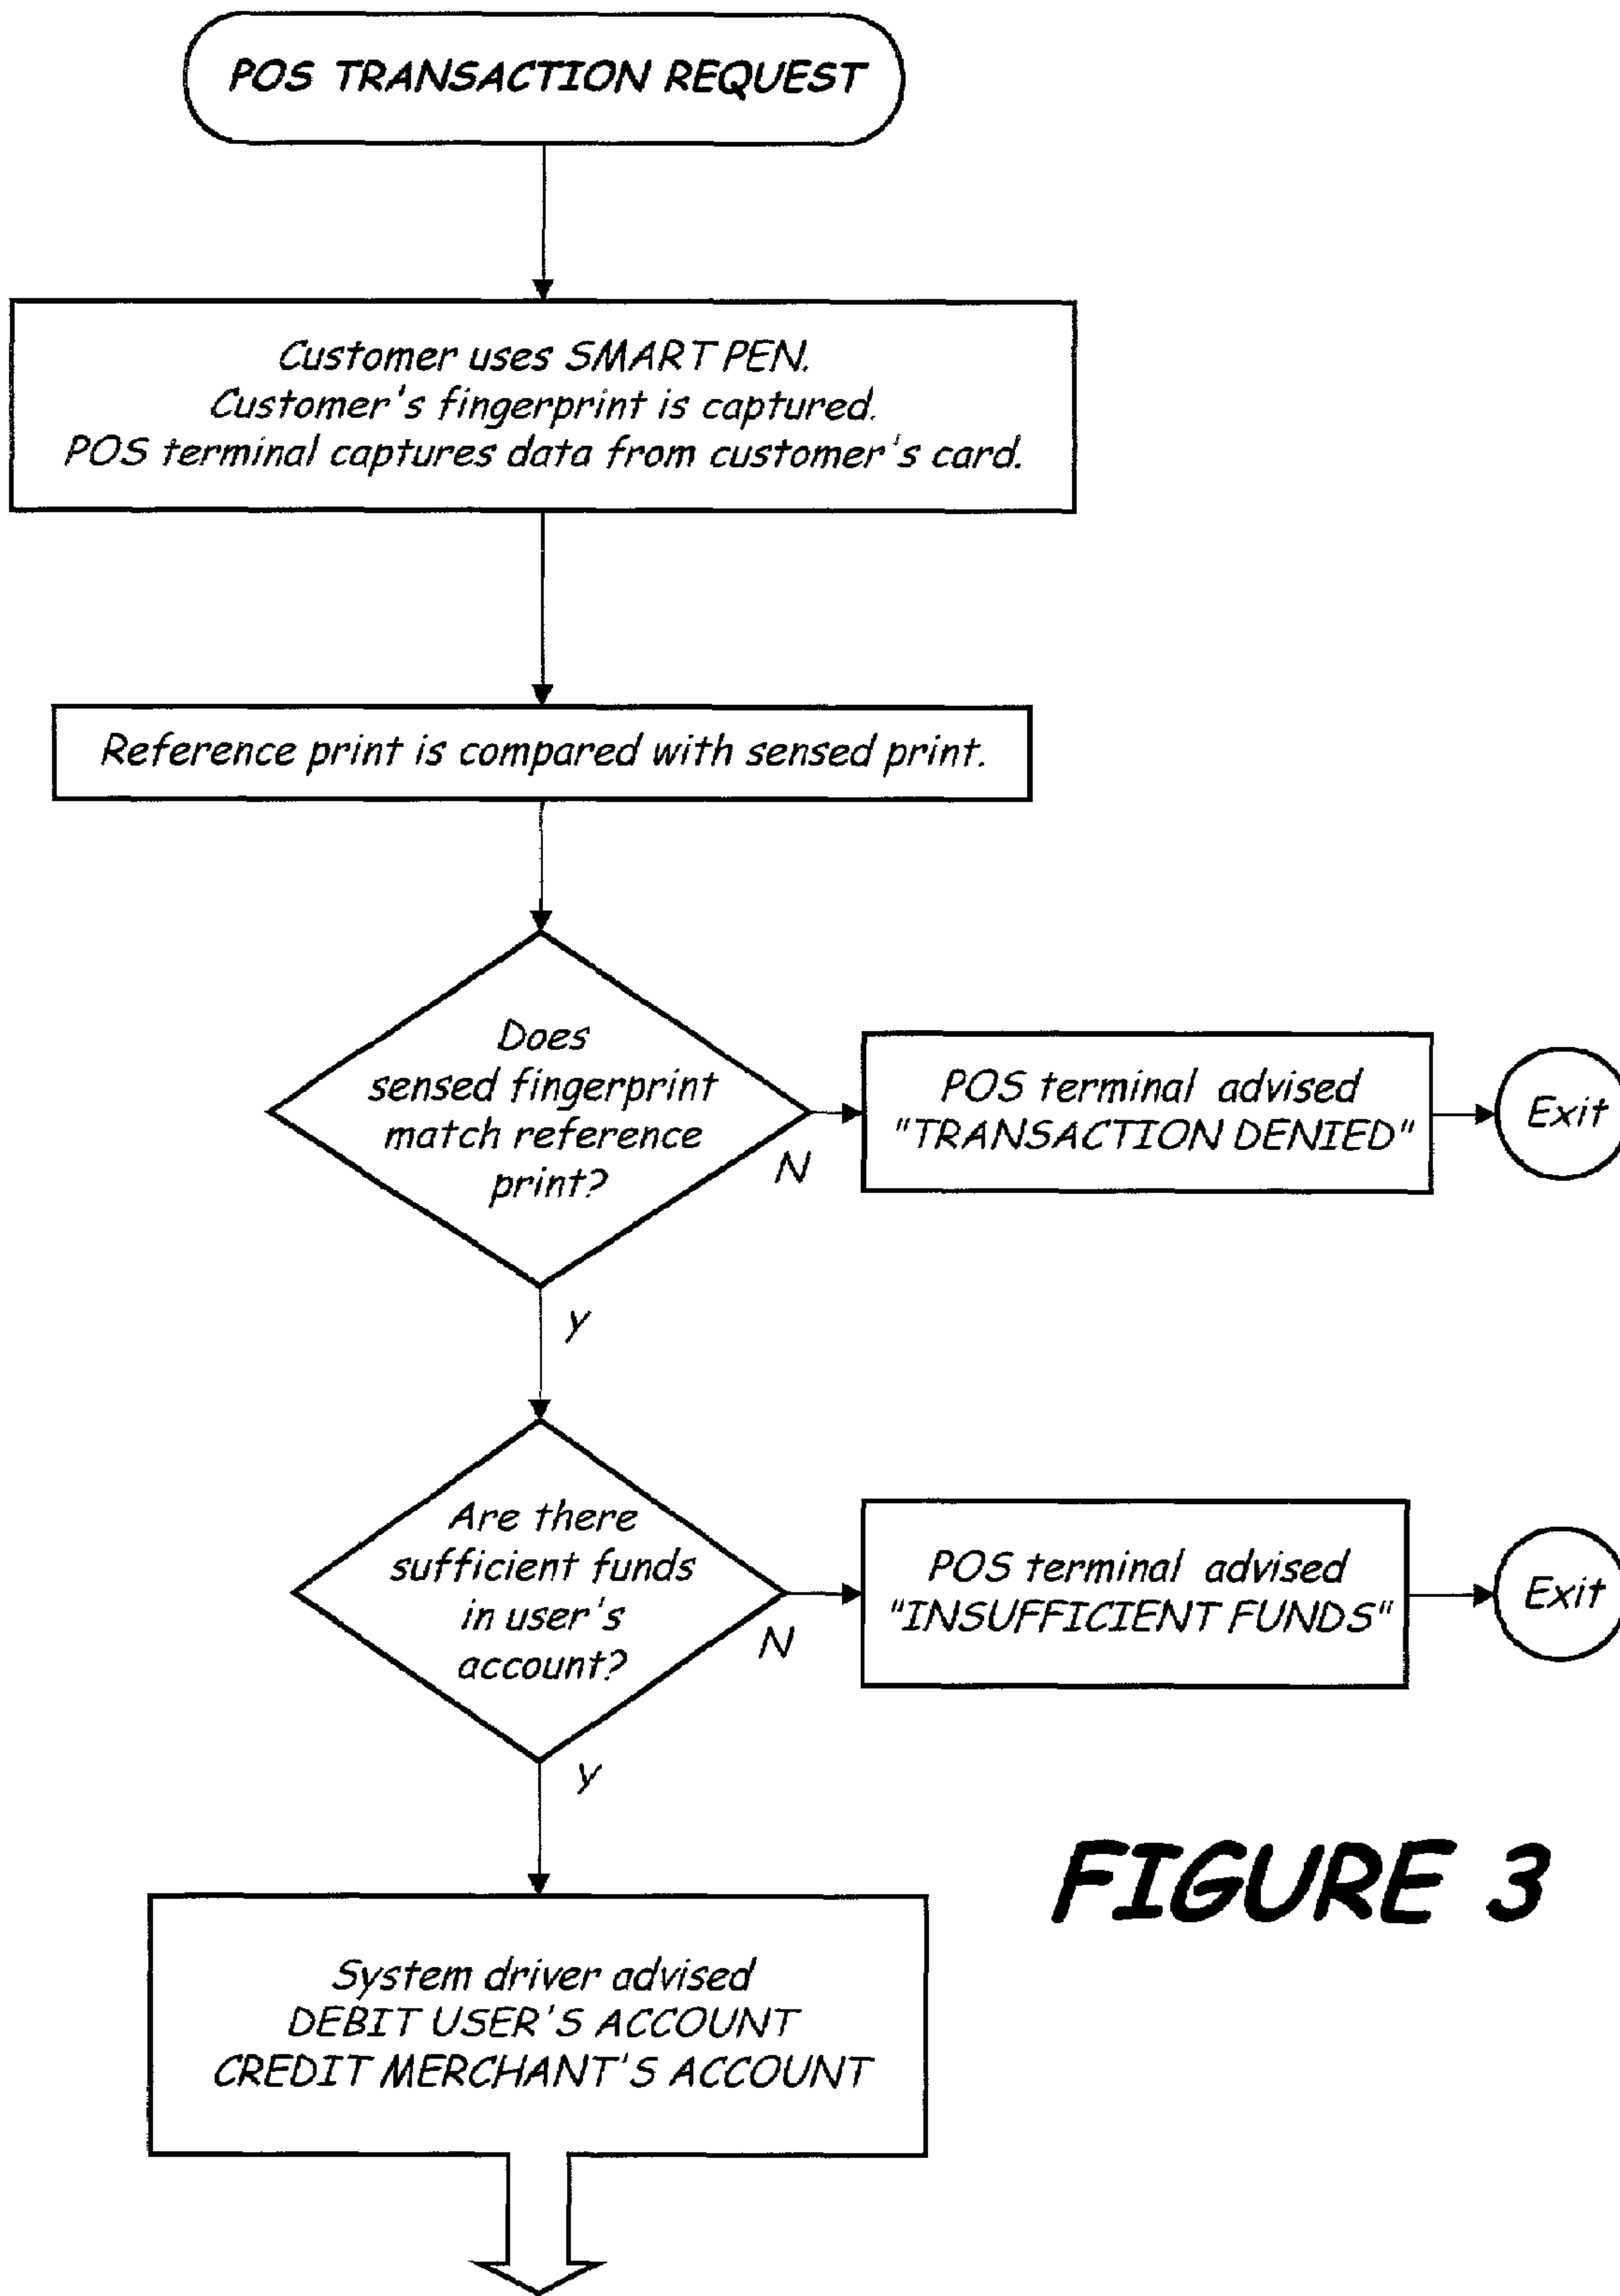 POS TRANSACTION REQUEST
Customer uses SMART PEN.
Customer's fingerprint is captured.
POS terminal captures data from customer's card.
Reference print is compared with sensed print.
Does
sensed fingerprint
match reference
print?
N
POS terminal advised
"TRANSACTION DENIED"
Exit
y
Are there
sufficient funds
in user's
account?
N
POS terminal advised
"INSUFFICIENT FUNDS"
Exit
y
System driver advised
DEBIT USER'S ACCOUNT
CREDIT MERCHANT'S ACCOUNT
FIGURE 3